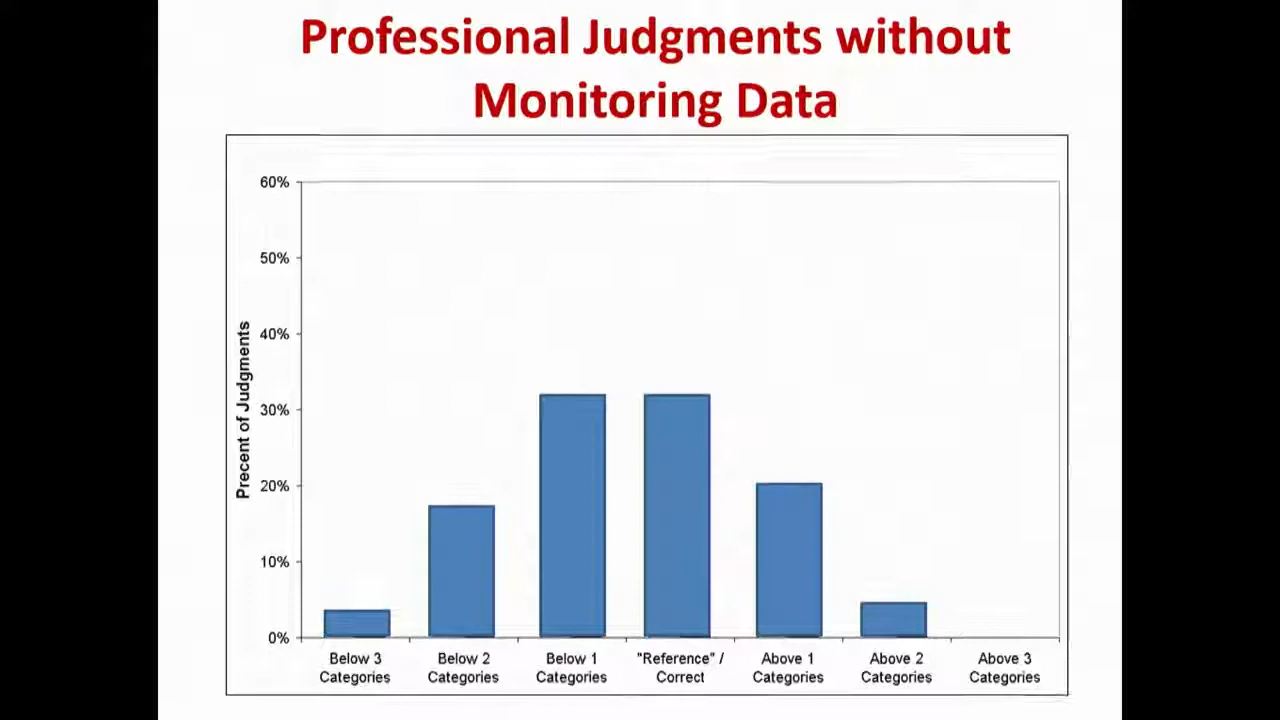 Professional Judgments without
Monitoring Data
60%
50%
40%
30%
20%
10%
0%
Precent of Judgments
Below 3
Categories
Below 2
Categories
Below 1
Categories
"Reference" /
Correct
Above 1
Categories
Above 2
Categories
Above 3
Categories